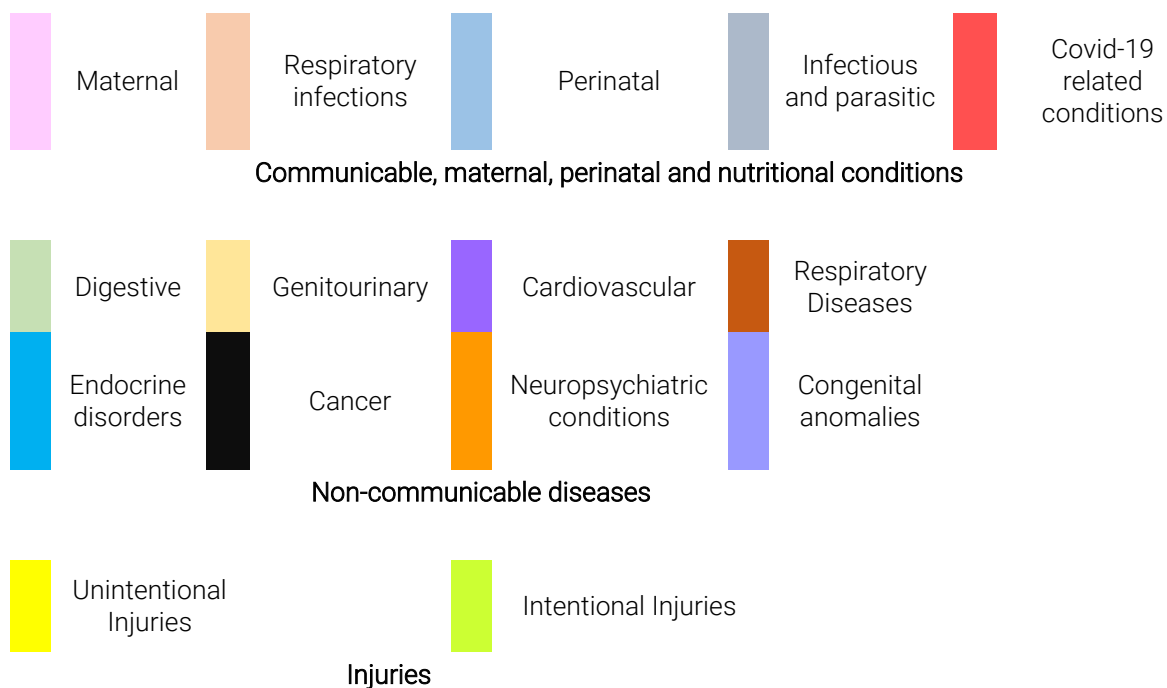 Maternal
Respiratory
infections
Perinatal
Infectious
and parasitic
Covid-19
related
conditions
Communicable, maternal, perinatal and nutritional conditions
Digestive
Genitourinary
Cardiovascular
Respiratory
Diseases
Endocrine
disorders
Cancer
Neuropsychiatric
conditions
Congenital
anomalies
Non-communicable diseases
Unintentional
Injuries
Intentional Injuries
Injuries